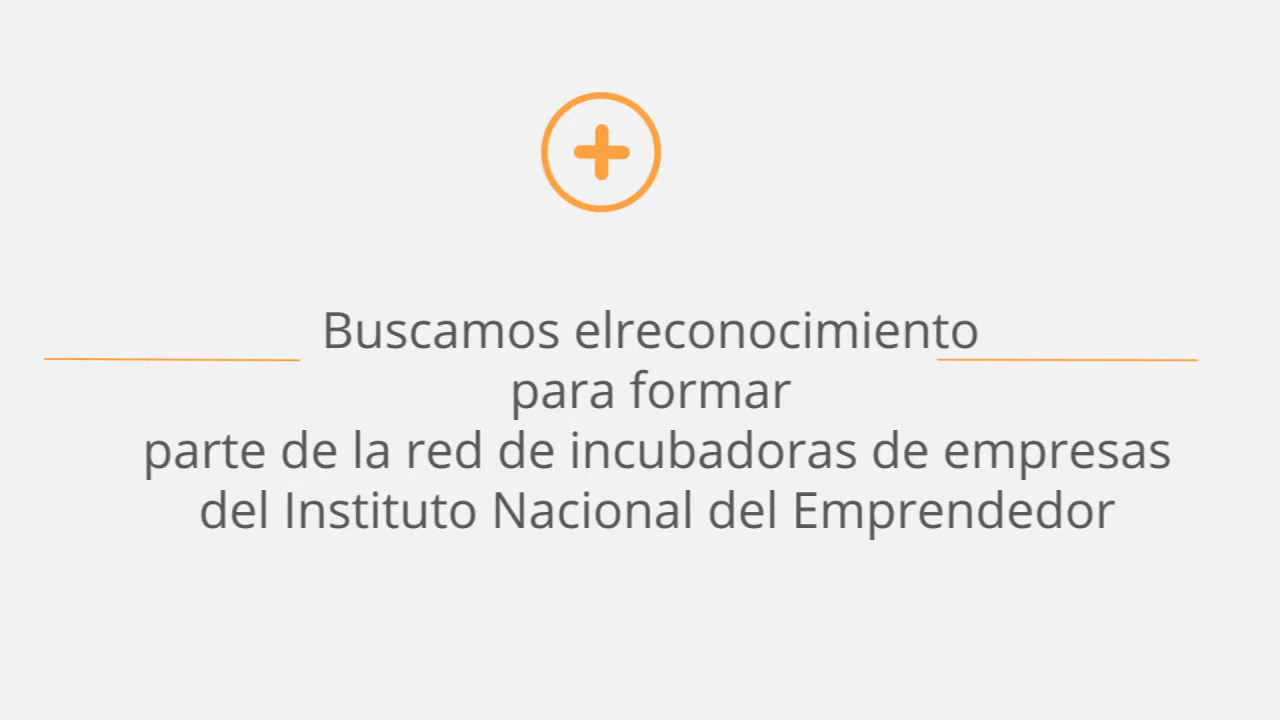 Buscamos elreconocimiento
para formar
parte de la red de incubadoras de empresas
del Instituto Nacional del Emprendedor